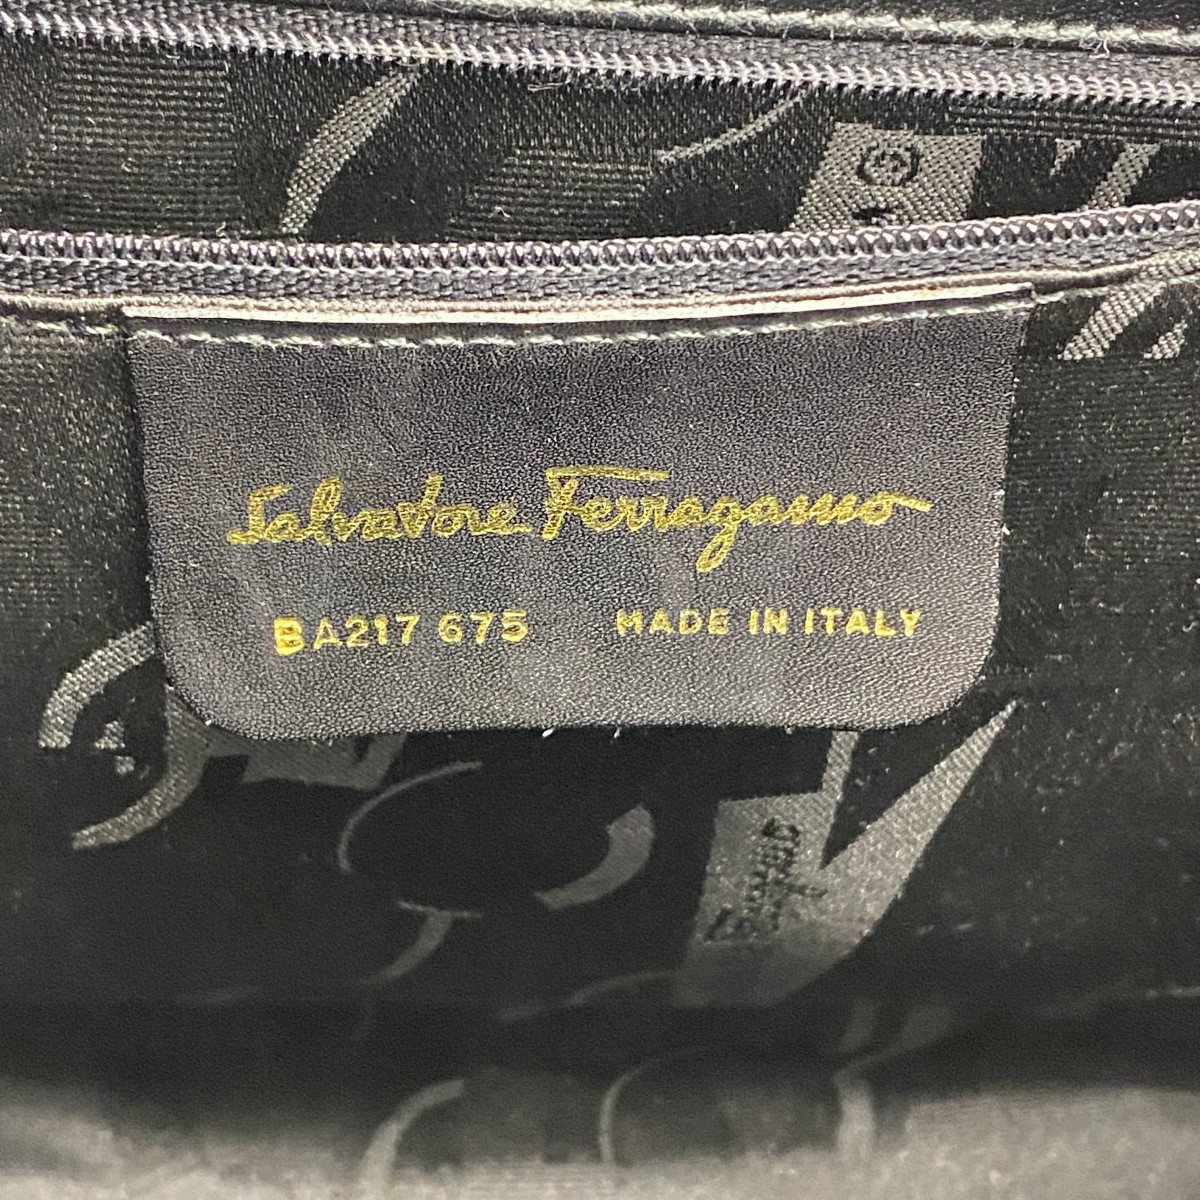 Salvatore Ferragamo
BA217 675 MADE IN ITALY